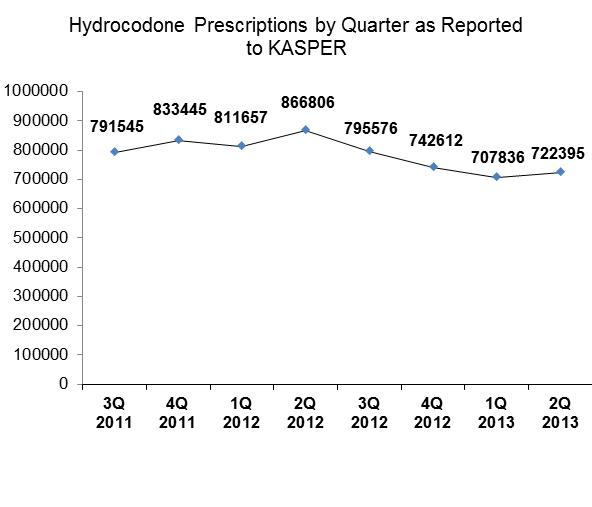 Hydrocodone Prescriptions by Quarter as Reported
to KASPER
1000000
900000
800000
700000
600000
500000
400000
300000
200000
100000
0
791545
833445
811657
866806
795576
742612
707836
722395
3Q
2011
4Q
2011
1Q
2012
2Q
2012
3Q
2012
4Q
2012
1Q
2013
2Q
2013